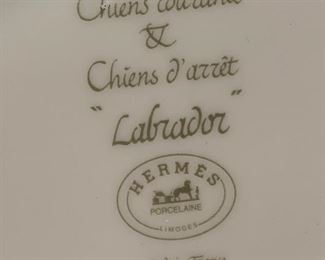 Chiens courants
&
Chiens d'arrêt
"Labrador"
HERMÈS
PORCELAINE
LIMOGES